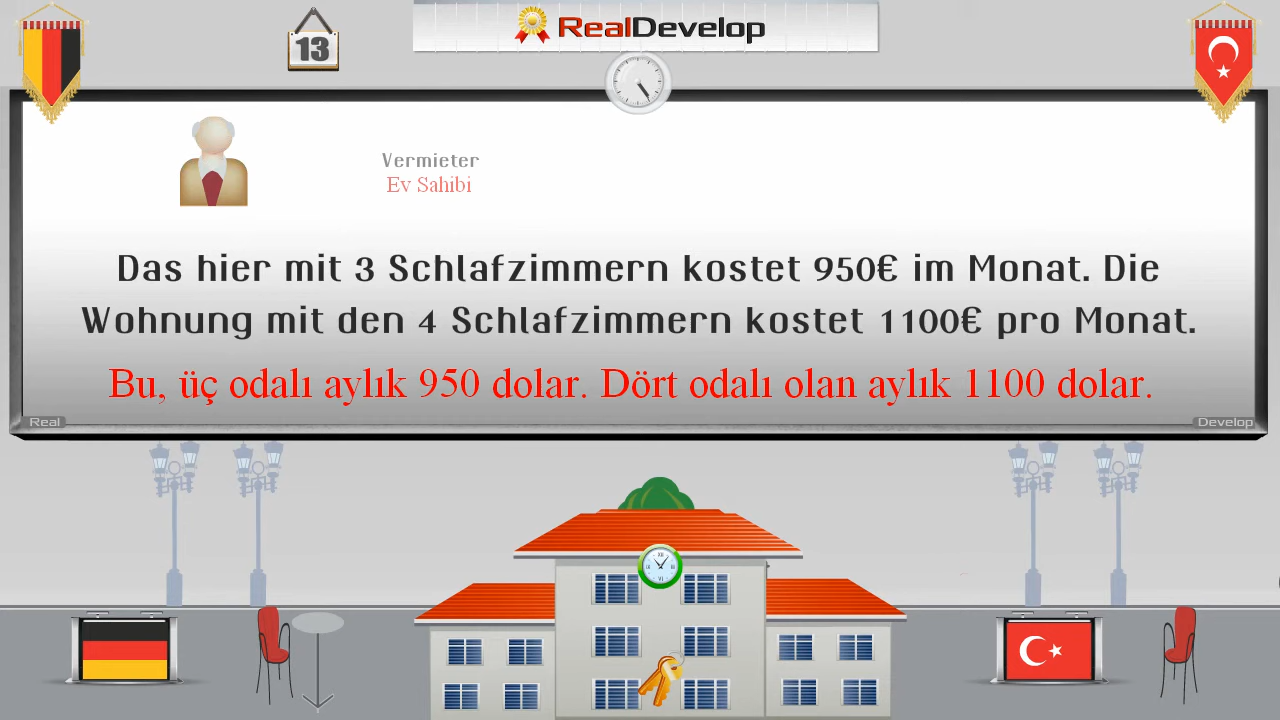 13
RealDevelop
Vermieter
Ev Sahibi
Das hier mit 3 Schlafzimmern kostet 950€ im Monat. Die
Wohnung mit den 4 Schlafzimmern kostet 1100€ pro Monat.
Bu, üç odalı aylık 950 dolar. Dört odalı olan aylık 1100 dolar.
Real
Develop